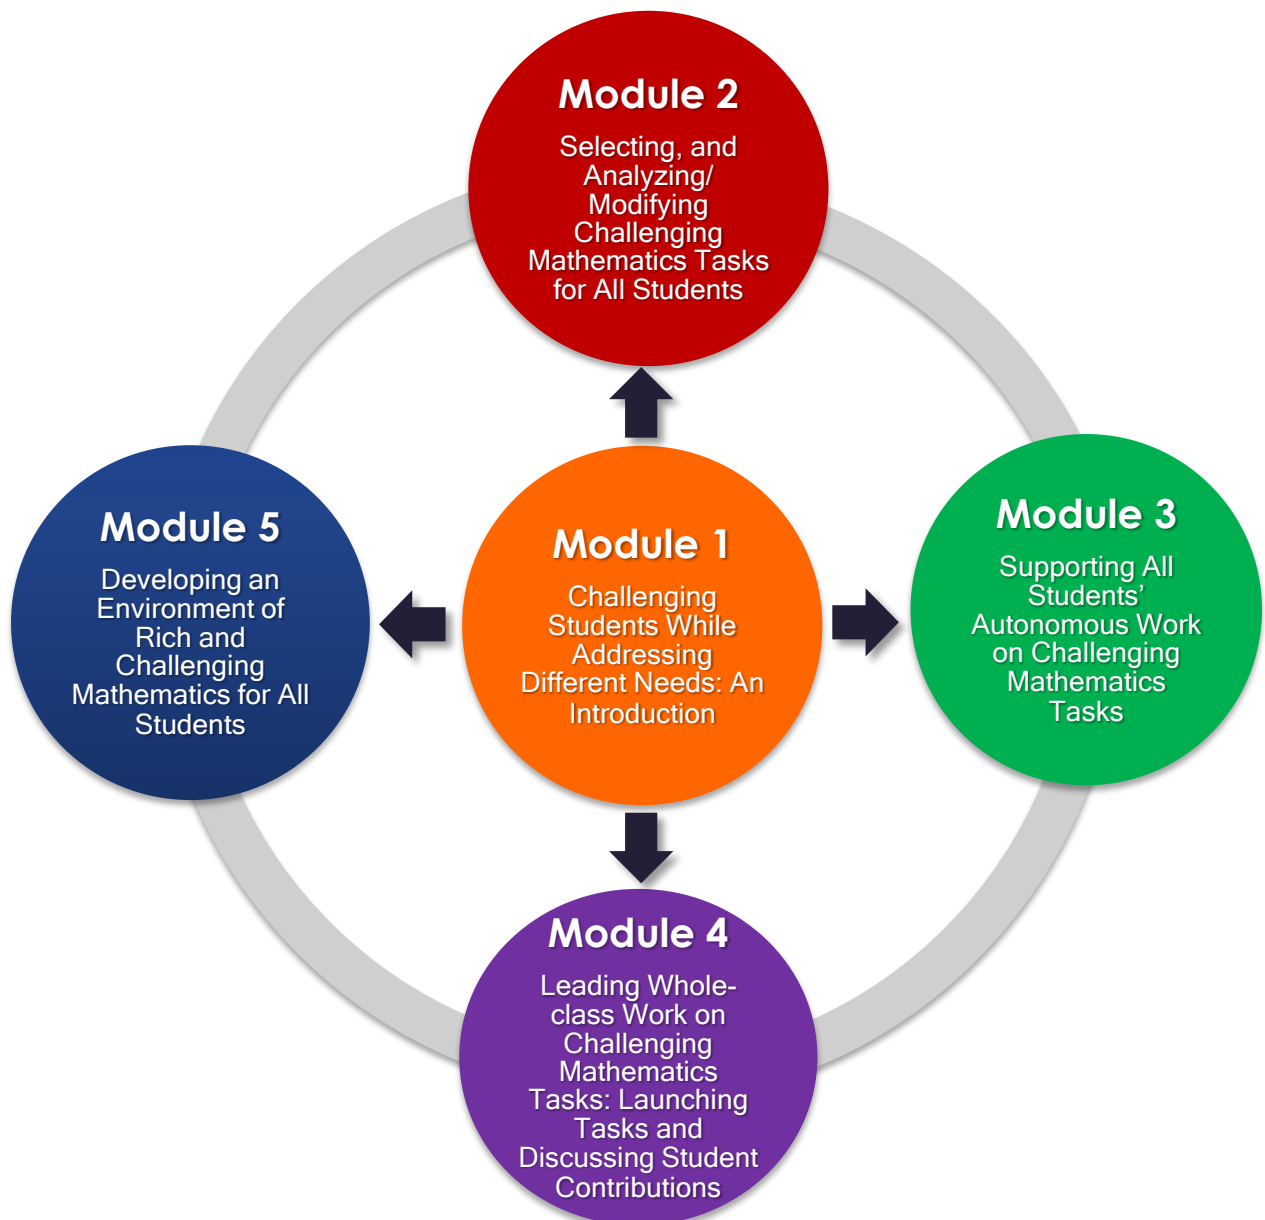 Module 2
Selecting, and
Analyzing/
Modifying
Challenging
Mathematics Tasks
for All Students
Module 5
Developing an
Environment of
Rich and
Challenging
Mathematics for All
Students
Module 1
Challenging
Students While
Addressing
Different Needs: An
Introduction
Module 3
Supporting All
Students’
Autonomous Work
on Challenging
Mathematics
Tasks
Module 4
Leading Whole-
class Work on
Challenging
Mathematics
Tasks: Launching
Tasks and
Discussing Student
Contributions